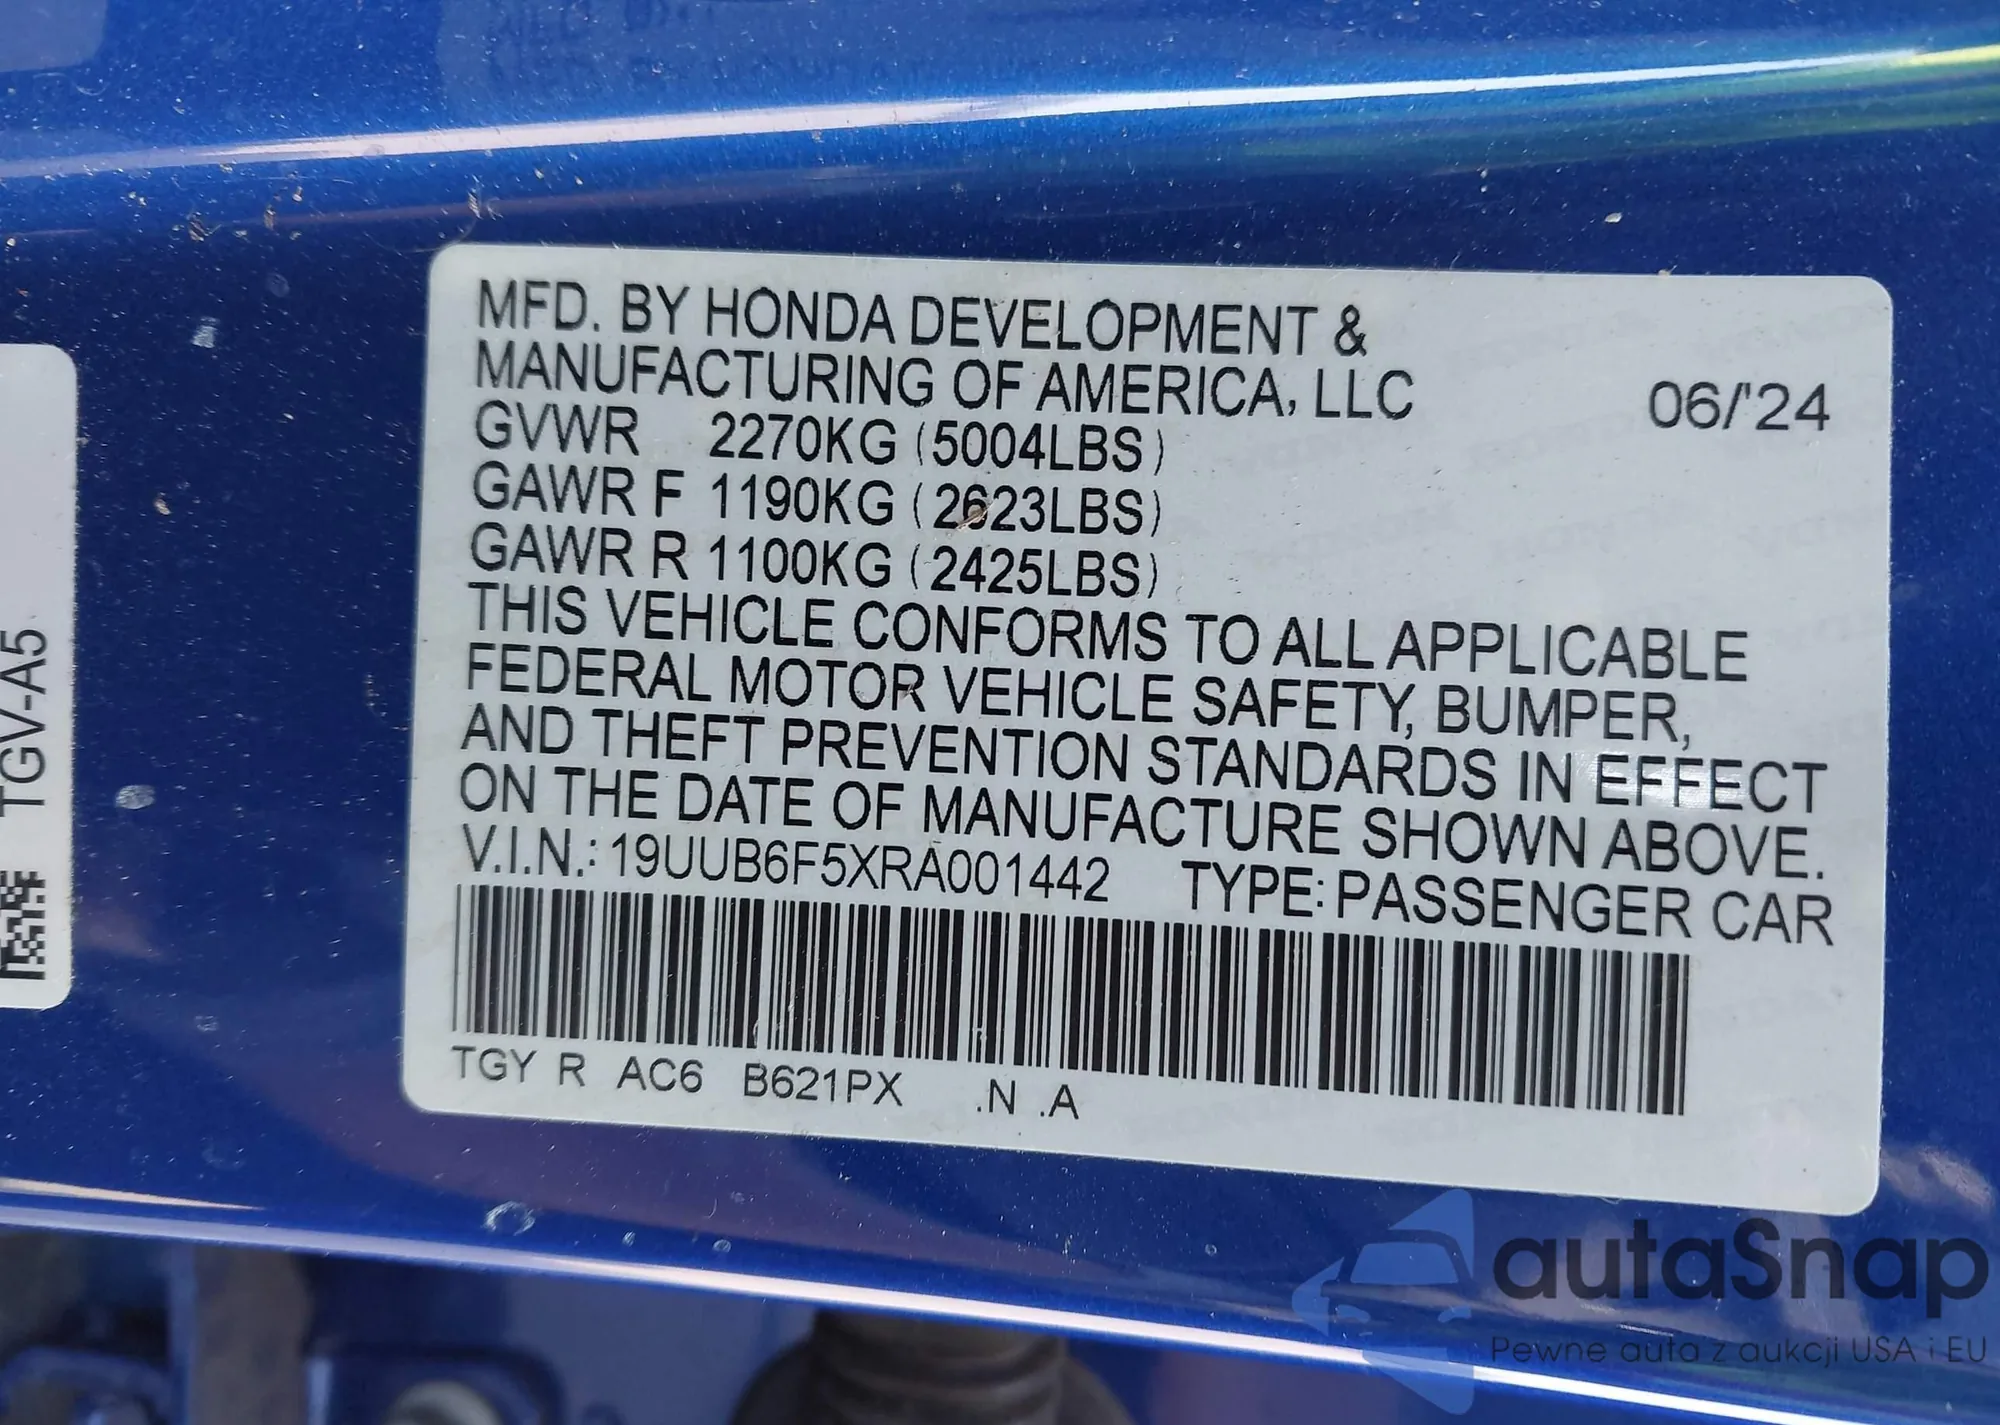 MFD. BY HONDA DEVELOPMENT &
MANUFACTURING OF AMERICA, LLC 06/'24
GVWR 2270KG (5004LBS)
GAWR F 1190KG (2623LBS)
GAWR R 1100KG (2425LBS)
THIS VEHICLE CONFORMS TO ALL APPLICABLE
FEDERAL MOTOR VEHICLE SAFETY, BUMPER,
AND THEFT PREVENTION STANDARDS IN EFFECT
ON THE DATE OF MANUFACTURE SHOWN ABOVE.
V.I.N.: 19UUB6F5XRA001442 TYPE: PASSENGER CAR
TGY R AC6 B621PX .N .A
TGV-A5
autaSnap
Pewne auta z aukcji USA i EU